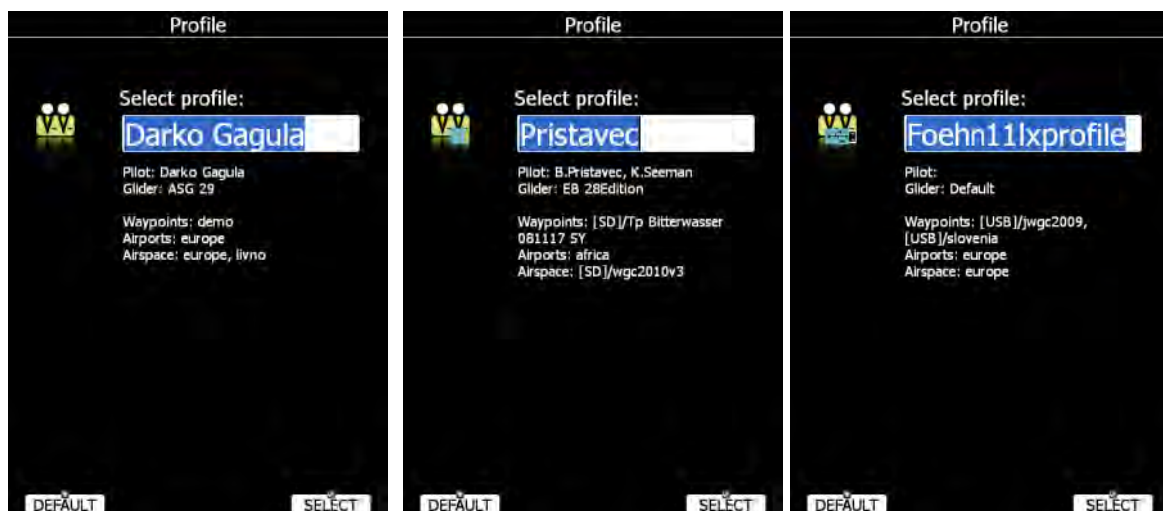 Profile
Select profile:
Darko Gagula
Pilot: Darko Gagula
Glider: ASG 29
Waypoints: demo
Airports: europe
Airspace: europe, livno
DEFAULT
SELECT
Profile
Select profile:
Pristavec
Pilot: B.Pristavec, K.Seeman
Glider: EB 28Edition
Waypoints: [SD]/Tp Bitterwasser
081117 SY
Airports: africa
Airspace: [SD]/wgc2010v3
DEFAULT
SELECT
Profile
Select profile:
Foehn11lxprofile
Pilot:
Glider: Default
Waypoints: [USB]/jwgc2009,
[USB]/slovenia
Airports: europe
Airspace: europe
DEFAULT
SELECT